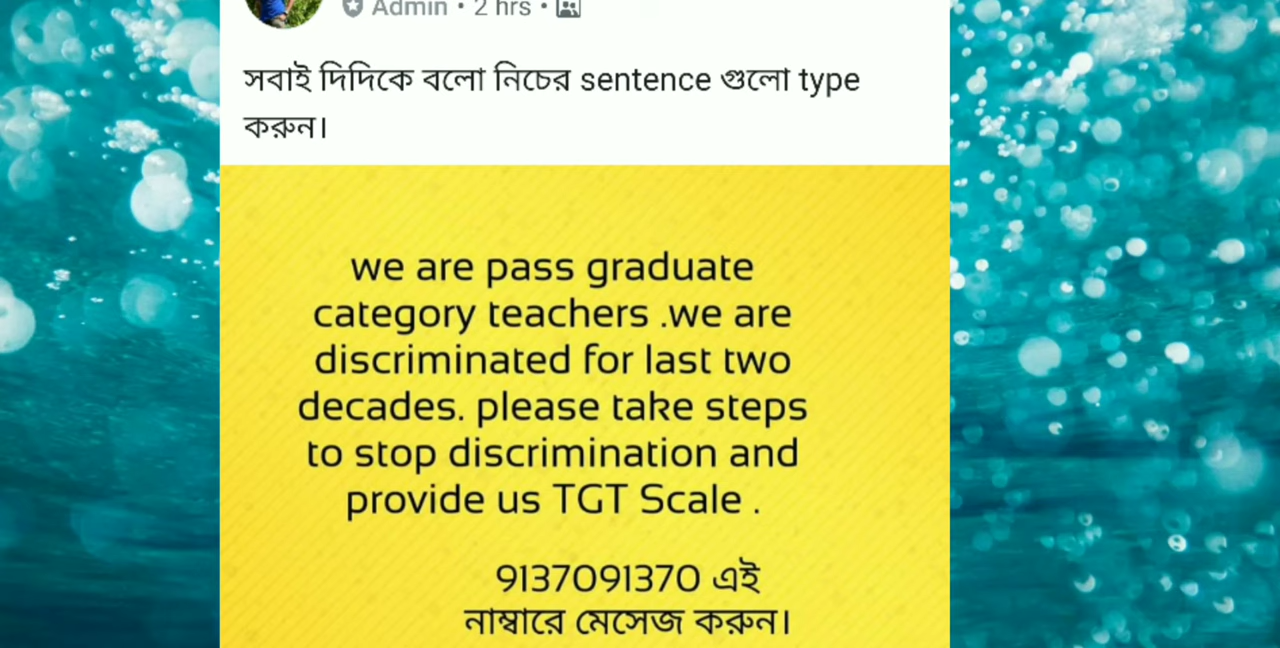 Admin • 2 hrs •
সবাই দিদিকে বলো নিচের sentence গুলো type
করুন।
we are pass graduate
category teachers .we are
discriminated for last two
decades. please take steps
to stop discrimination and
provide us TGT Scale .
9137091370 এই
নাম্বারে মেসেজ করুন।